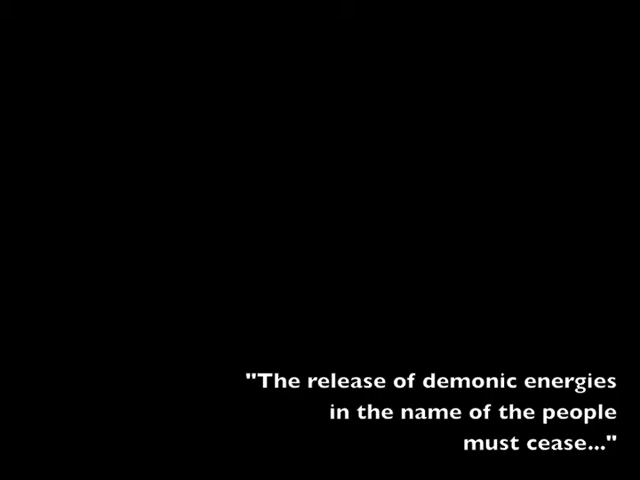 "The release of demonic energies
in the name of the people
must cease..."